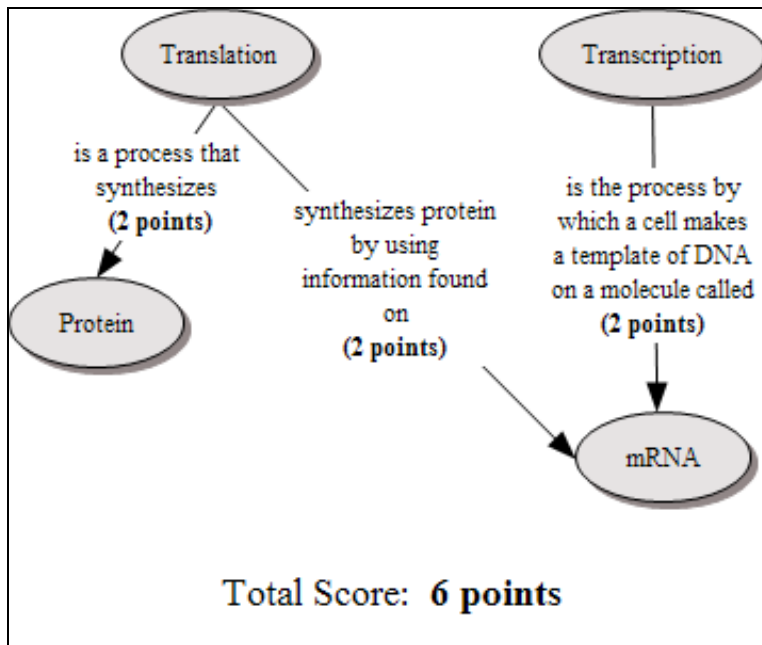 Translation
Transcription
is a process that
synthesizes
(2 points)
synthesizes protein
by using
information found
on
(2 points)
is the process by
which a cell makes
a template of DNA
on a molecule called
(2 points)
Protein
mRNA
Total Score: 6 points